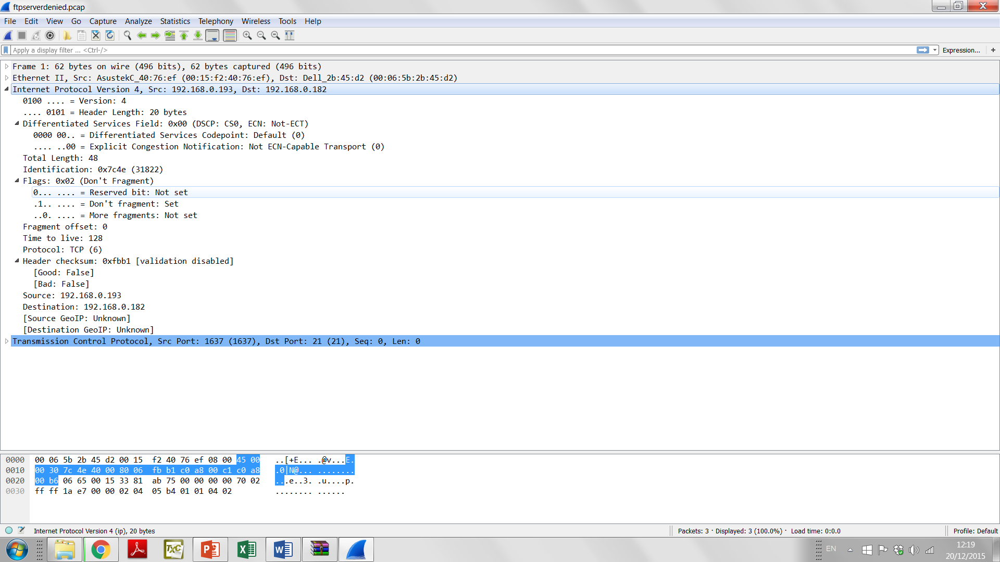 ftpserverdenied.pcap
File Edit View Go Capture Analyze Statistics Telephony Wireless Tools Help
Apply a display filter ... <Ctrl-/> Expression... +
Frame 1: 62 bytes on wire (496 bits), 62 bytes captured (496 bits)
Ethernet II, Src: AsustekC_40:76:ef (00:15:f2:40:76:ef), Dst: Dell_2b:45:d2 (00:06:5b:2b:45:d2)
Internet Protocol Version 4, Src: 192.168.0.193, Dst: 192.168.0.182
0100 .... = Version: 4
.... 0101 = Header Length: 20 bytes
Differentiated Services Field: 0x00 (DSCP: CS0, ECN: Not-ECT)
0000 00.. = Differentiated Services Codepoint: Default (0)
.... ..00 = Explicit Congestion Notification: Not ECN-Capable Transport (0)
Total Length: 48
Identification: 0x7c4e (31822)
Flags: 0x02 (Don't Fragment)
0... .... = Reserved bit: Not set
.1.. .... = Don't fragment: Set
..0. .... = More fragments: Not set
Fragment offset: 0
Time to live: 128
Protocol: TCP (6)
Header checksum: 0xfbb1 [validation disabled]
[Good: False]
[Bad: False]
Source: 192.168.0.193
Destination: 192.168.0.182
[Source GeoIP: Unknown]
[Destination GeoIP: Unknown]
Transmission Control Protocol, Src Port: 1637 (1637), Dst Port: 21 (21), Seq: 0, Len: 0
0000 00 06 5b 2b 45 d2 00 15 f2 40 76 ef 08 00 45 00 ..[+E... .@v...E.
0010 00 30 7c 4e 40 00 80 06 fb b1 c0 a8 00 c1 c0 a8 .0|N@... ........
0020 00 b6 06 65 00 15 33 81 ab 75 00 00 00 00 70 02 ...e..3. .u....p.
0030 ff ff 1a e7 00 00 02 04 05 b4 01 01 04 02 ........ ......
Internet Protocol Version 4 (ip), 20 bytes Packets: 3 · Displayed: 3 (100.0%) · Load time: 0:0.0 Profile: Default
TXC EN 12:19
20/12/2015